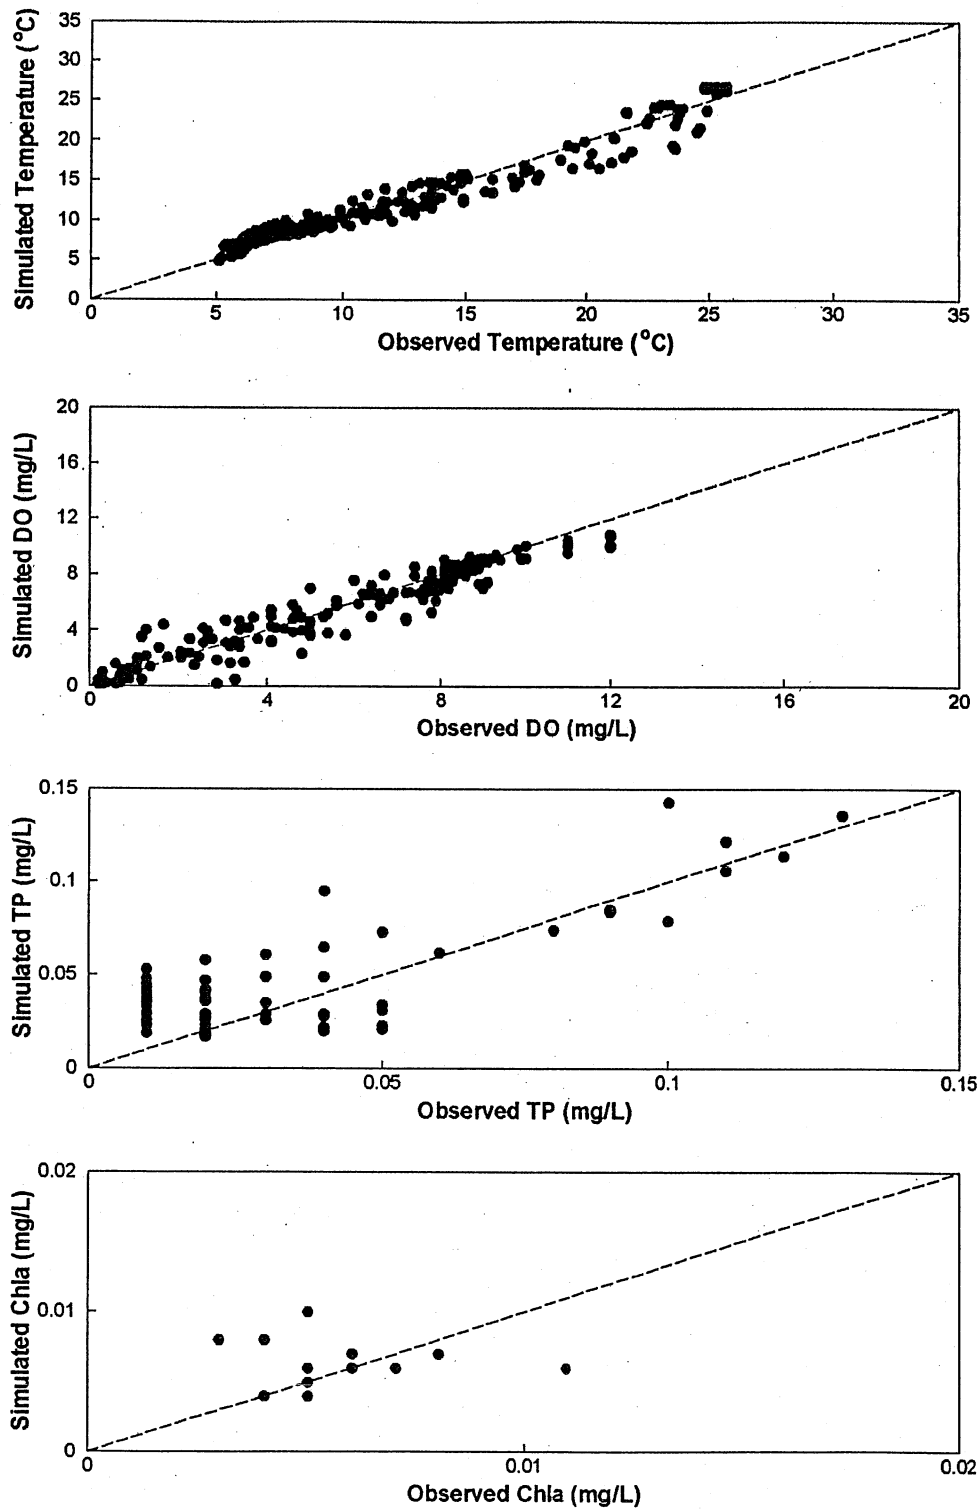 Simulated Temperature (°C)
35
30
25
20
15
10
5
0
0 5 10 15 20 25 30 35
Observed Temperature (°C)
Simulated DO (mg/L)
20
16
12
8
4
0
0 4 8 12 16 20
Observed DO (mg/L)
Simulated TP (mg/L)
0.15
0.1
0.05
0
0 0.05 0.1 0.15
Observed TP (mg/L)
Simulated Chla (mg/L)
0.02
0.01
0
0 0.01 0.02
Observed Chla (mg/L)